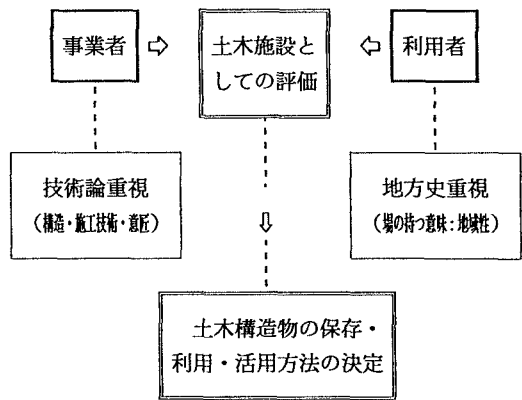 事業者
⇨
土木施設と
しての評価
⇦
利用者
技術論重視
（構造・施工技術・意匠）
地方史重視
（場の持つ意味：地域性）
⇩
土木構造物の保存・
利用・活用方法の決定